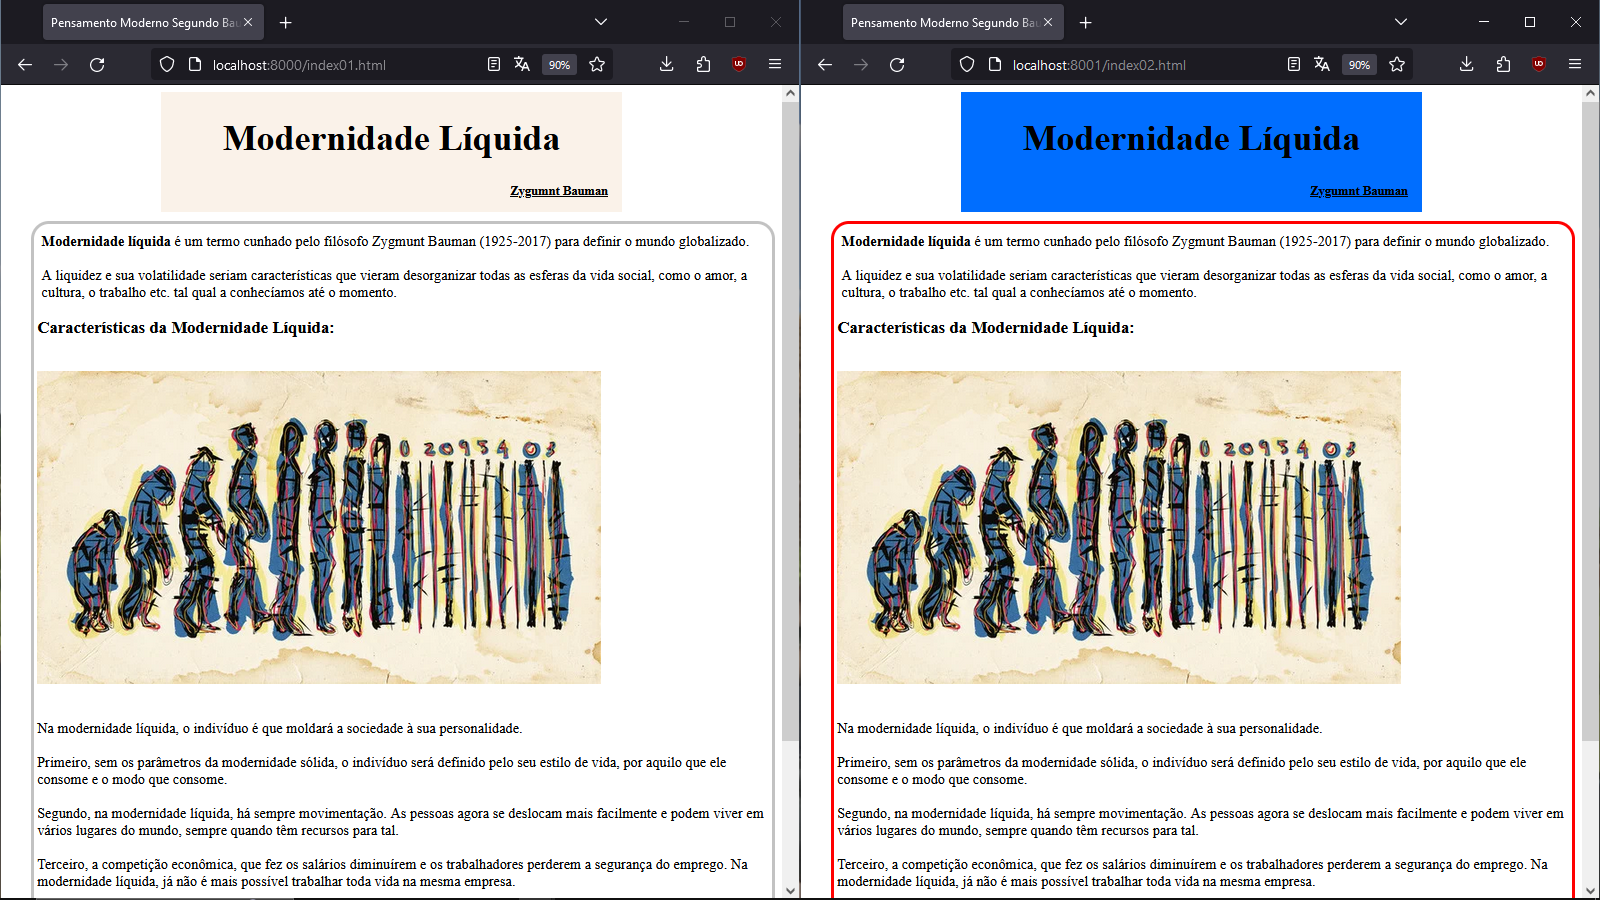 Pensamento Moderno Segundo Bau
localhost:8000/index01.html
90%
Modernidade Líquida
Zygumnt Bauman
Modernidade líquida é um termo cunhado pelo filósofo Zygmunt Bauman (1925-2017) para definir o mundo globalizado.
A liquidez e sua volatilidade seriam características que vieram desorganizar todas as esferas da vida social, como o amor, a
cultura, o trabalho etc. tal qual a conhecíamos até o momento.
Características da Modernidade Líquida:
0 20934 03
Na modernidade líquida, o indivíduo é que moldará a sociedade à sua personalidade.
Primeiro, sem os parâmetros da modernidade sólida, o indivíduo será definido pelo seu estilo de vida, por aquilo que ele
consome e o modo que consome.
Segundo, na modernidade líquida, há sempre movimentação. As pessoas agora se deslocam mais facilmente e podem viver em
vários lugares do mundo, sempre quando têm recursos para tal.
Terceiro, a competição econômica, que fez os salários diminuírem e os trabalhadores perderem a segurança do emprego. Na
modernidade líquida, já não é mais possível trabalhar toda vida na mesma empresa.
Pensamento Moderno Segundo Bau
localhost:8001/index02.html
90%
Modernidade Líquida
Zygumnt Bauman
Modernidade líquida é um termo cunhado pelo filósofo Zygmunt Bauman (1925-2017) para definir o mundo globalizado.
A liquidez e sua volatilidade seriam características que vieram desorganizar todas as esferas da vida social, como o amor, a
cultura, o trabalho etc. tal qual a conhecíamos até o momento.
Características da Modernidade Líquida:
0 20934 03
Na modernidade líquida, o indivíduo é que moldará a sociedade à sua personalidade.
Primeiro, sem os parâmetros da modernidade sólida, o indivíduo será definido pelo seu estilo de vida, por aquilo que ele
consome e o modo que consome.
Segundo, na modernidade líquida, há sempre movimentação. As pessoas agora se deslocam mais facilmente e podem viver em
vários lugares do mundo, sempre quando têm recursos para tal.
Terceiro, a competição econômica, que fez os salários diminuírem e os trabalhadores perderem a segurança do emprego. Na
modernidade líquida, já não é mais possível trabalhar toda vida na mesma empresa.